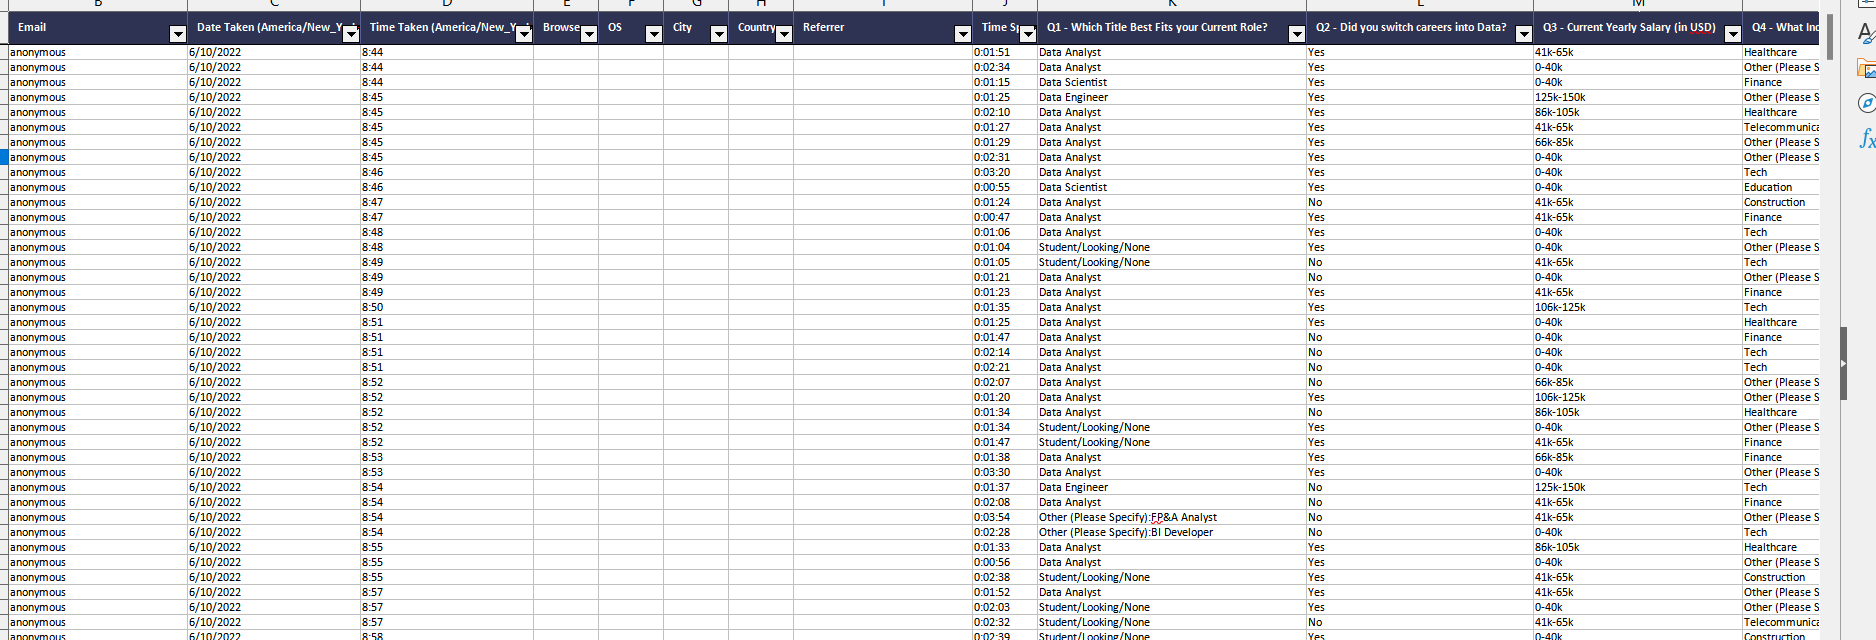 B C D E F G H I J K L M
Email Date Taken (America/New_Y Time Taken (America/New_Y Browse OS City Country Referrer Time Sp Q1 - Which Title Best Fits your Current Role? Q2 - Did you switch careers into Data? Q3 - Current Yearly Salary (in USD) Q4 - What Inc
anonymous 6/10/2022 8:44 0:01:51 Data Analyst Yes 41k-65k Healthcare
anonymous 6/10/2022 8:44 0:02:34 Data Analyst Yes 0-40k Other (Please S
anonymous 6/10/2022 8:44 0:01:15 Data Scientist Yes 0-40k Finance
anonymous 6/10/2022 8:45 0:01:25 Data Engineer Yes 125k-150k Other (Please S
anonymous 6/10/2022 8:45 0:02:10 Data Analyst Yes 86k-105k Healthcare
anonymous 6/10/2022 8:45 0:01:27 Data Analyst Yes 41k-65k Telecommunica
anonymous 6/10/2022 8:45 0:01:29 Data Analyst Yes 66k-85k Other (Please S
anonymous 6/10/2022 8:45 0:02:31 Data Analyst Yes 0-40k Other (Please S
anonymous 6/10/2022 8:46 0:03:20 Data Analyst Yes 0-40k Tech
anonymous 6/10/2022 8:46 0:00:55 Data Scientist Yes 0-40k Education
anonymous 6/10/2022 8:47 0:01:24 Data Analyst No 41k-65k Construction
anonymous 6/10/2022 8:47 0:00:47 Data Analyst Yes 41k-65k Finance
anonymous 6/10/2022 8:48 0:01:06 Data Analyst Yes 0-40k Tech
anonymous 6/10/2022 8:48 0:01:04 Student/Looking/None Yes 0-40k Other (Please S
anonymous 6/10/2022 8:49 0:01:05 Student/Looking/None No 41k-65k Tech
anonymous 6/10/2022 8:49 0:01:21 Data Analyst No 0-40k Other (Please S
anonymous 6/10/2022 8:49 0:01:23 Data Analyst Yes 41k-65k Finance
anonymous 6/10/2022 8:50 0:01:35 Data Analyst Yes 106k-125k Tech
anonymous 6/10/2022 8:51 0:01:25 Data Analyst Yes 0-40k Healthcare
anonymous 6/10/2022 8:51 0:01:47 Data Analyst No 0-40k Finance
anonymous 6/10/2022 8:51 0:02:14 Data Analyst No 0-40k Tech
anonymous 6/10/2022 8:51 0:02:21 Data Analyst No 0-40k Tech
anonymous 6/10/2022 8:52 0:02:07 Data Analyst No 66k-85k Other (Please S
anonymous 6/10/2022 8:52 0:01:20 Data Analyst Yes 106k-125k Other (Please S
anonymous 6/10/2022 8:52 0:01:34 Data Analyst No 86k-105k Healthcare
anonymous 6/10/2022 8:52 0:01:34 Student/Looking/None Yes 0-40k Other (Please S
anonymous 6/10/2022 8:52 0:01:47 Student/Looking/None Yes 41k-65k Finance
anonymous 6/10/2022 8:53 0:01:38 Data Analyst Yes 66k-85k Finance
anonymous 6/10/2022 8:53 0:03:30 Data Analyst Yes 0-40k Other (Please S
anonymous 6/10/2022 8:54 0:01:37 Data Engineer No 125k-150k Tech
anonymous 6/10/2022 8:54 0:02:08 Data Analyst No 41k-65k Finance
anonymous 6/10/2022 8:54 0:03:54 Other (Please Specify):FP&A Analyst No 41k-65k Other (Please S
anonymous 6/10/2022 8:54 0:02:28 Other (Please Specify):BI Developer No 0-40k Tech
anonymous 6/10/2022 8:55 0:01:33 Data Analyst Yes 86k-105k Healthcare
anonymous 6/10/2022 8:55 0:00:56 Data Analyst Yes 0-40k Other (Please S
anonymous 6/10/2022 8:55 0:02:38 Student/Looking/None Yes 41k-65k Construction
anonymous 6/10/2022 8:57 0:01:52 Data Analyst Yes 41k-65k Other (Please S
anonymous 6/10/2022 8:57 0:02:03 Student/Looking/None Yes 0-40k Other (Please S
anonymous 6/10/2022 8:57 0:02:32 Student/Looking/None No 41k-65k Telecommunica
anonymous 6/10/2022 8:58 0:02:39 Student/Looking/None Yes 0-40k Construction